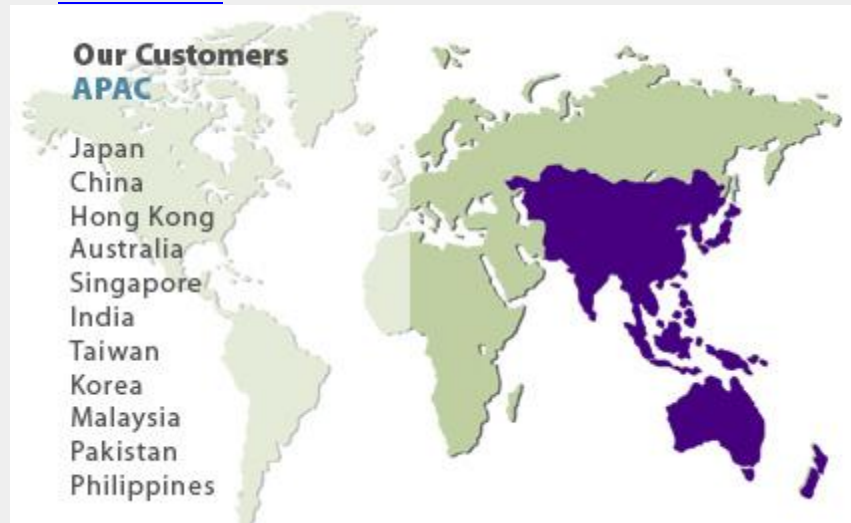 Our Customers
APAC
Japan
China
Hong Kong
Australia
Singapore
India
Taiwan
Korea
Malaysia
Pakistan
Philippines